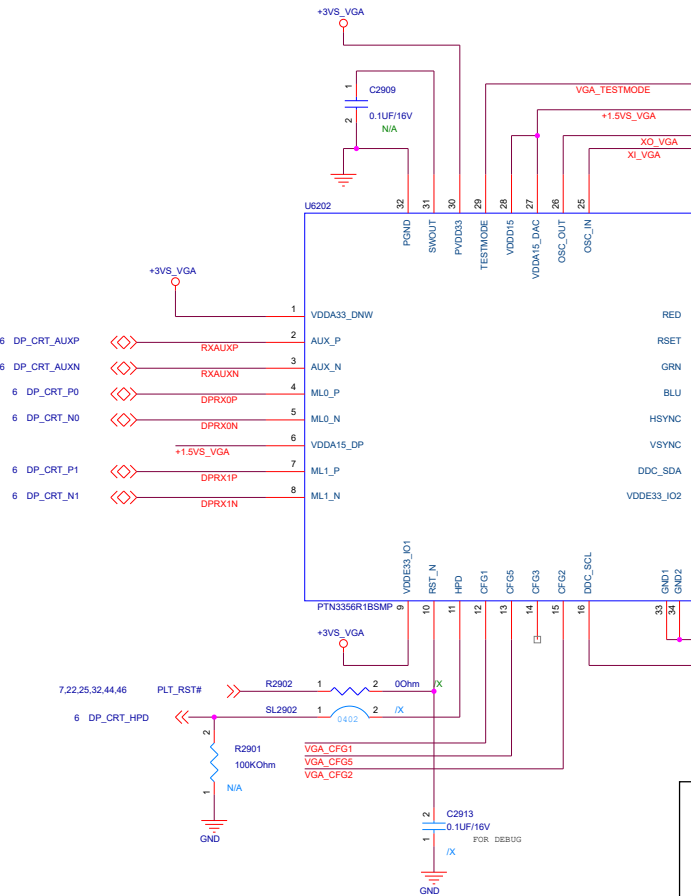 +3VS_VGA
1
C2909
VGA_TESTMODE
2
0.1UF/16V
N/A
+1.5VS_VGA
XO_VGA
XI_VGA
32
31
30
29
28
27
26
25
U6202
PGND
SWOUT
PVDD33
TESTMODE
VDDD15
VDDA15_DAC
OSC_OUT
OSC_IN
+3VS_VGA
1 VDDA33_DNW
RED
6 DP_CRT_AUXP RXAUXP 2 AUX_P
RSET
6 DP_CRT_AUXN RXAUXN 3 AUX_N
GRN
6 DP_CRT_P0 DPRX0P 4 ML0_P
BLU
6 DP_CRT_N0 DPRX0N 5 ML0_N
HSYNC
+1.5VS_VGA 6 VDDA15_DP
VSYNC
6 DP_CRT_P1 DPRX1P 7 ML1_P
DDC_SDA
6 DP_CRT_N1 DPRX1N 8 ML1_N
VDDE33_IO2
VDDE33_IO1
RST_N
HPD
CFG1
CFG5
CFG3
CFG2
DDC_SCL
GND1
GND2
PTN3356R1BSMP
9
10
11
12
13
14
15
16
33
34
+3VS_VGA
7,22,25,32,44,46 PLT_RST# R2902 1 2 0Ohm /X
6 DP_CRT_HPD SL2902 1 0402 2 /X
2
R2901
100KOhm
N/A
1
GND
VGA_CFG1
VGA_CFG5
VGA_CFG2
2
C2913
0.1UF/16V
1
FOR DEBUG
/X
GND